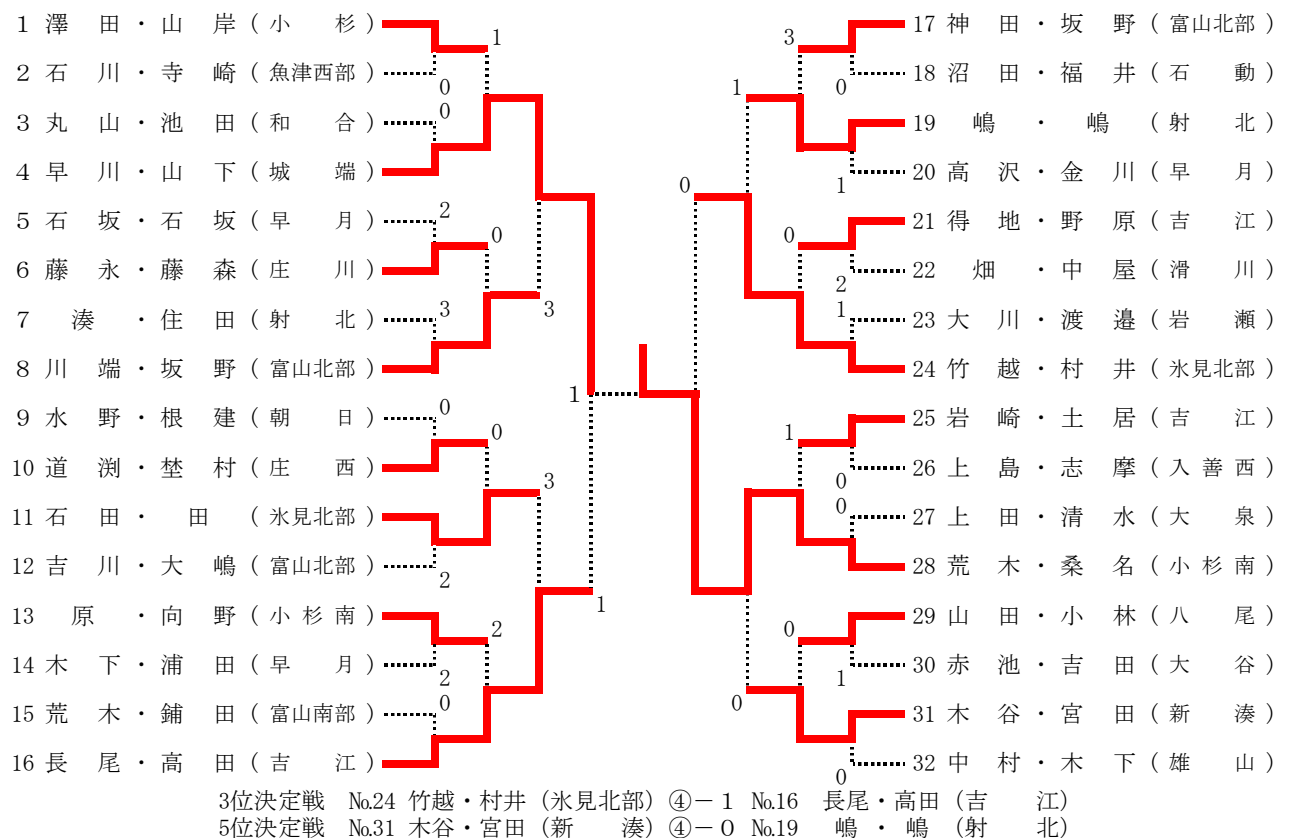 1 澤 田・山 岸 ( 小 杉 )
2 石 川・寺 崎 ( 魚津西部 )
3 丸 山・池 田 ( 和 合 )
4 早 川・山 下 ( 城 端 )
5 石 坂・石 坂 ( 早 月 )
6 藤 永・藤 森 ( 庄 川 )
7 湊 ・住 田 ( 射 北 )
8 川 端・坂 野 ( 富山北部 )
9 水 野・根 建 ( 朝 日 )
10 道 渕・埜 村 ( 庄 西 )
11 石 田・ 田 ( 氷見北部 )
12 吉 川・大 嶋 ( 富山北部 )
13 原 ・向 野 ( 小 杉 南 )
14 木 下・浦 田 ( 早 月 )
15 荒 木・鋪 田 ( 富山南部 )
16 長 尾・高 田 ( 吉 江 )
1
0
0
2
0
3
3
0
0
3
2
2
2
0
1
1
3
0
1
1
0
0
2
1
0
1
0
0
0
1
0
0
17 神 田・坂 野 ( 富山北部 )
18 沼 田・福 井 ( 石 動 )
19 嶋 ・ 嶋 ( 射 北 )
20 高 沢・金 川 ( 早 月 )
21 得 地・野 原 ( 吉 江 )
22 畑 ・中 屋 ( 滑 川 )
23 大 川・渡 邉 ( 岩 瀬 )
24 竹 越・村 井 ( 氷見北部 )
25 岩 崎・土 居 ( 吉 江 )
26 上 島・志 摩 ( 入 善 西 )
27 上 田・清 水 ( 大 泉 )
28 荒 木・桑 名 ( 小 杉 南 )
29 山 田・小 林 ( 八 尾 )
30 赤 池・吉 田 ( 大 谷 )
31 木 谷・宮 田 ( 新 湊 )
32 中 村・木 下 ( 雄 山 )
3位決定戦 №24 竹越・村井 (氷見北部) ④－1 №16 長尾・高田 (吉 江)
5位決定戦 №31 木谷・宮田 (新 湊) ④－0 №19 嶋 ・ 嶋 (射 北)